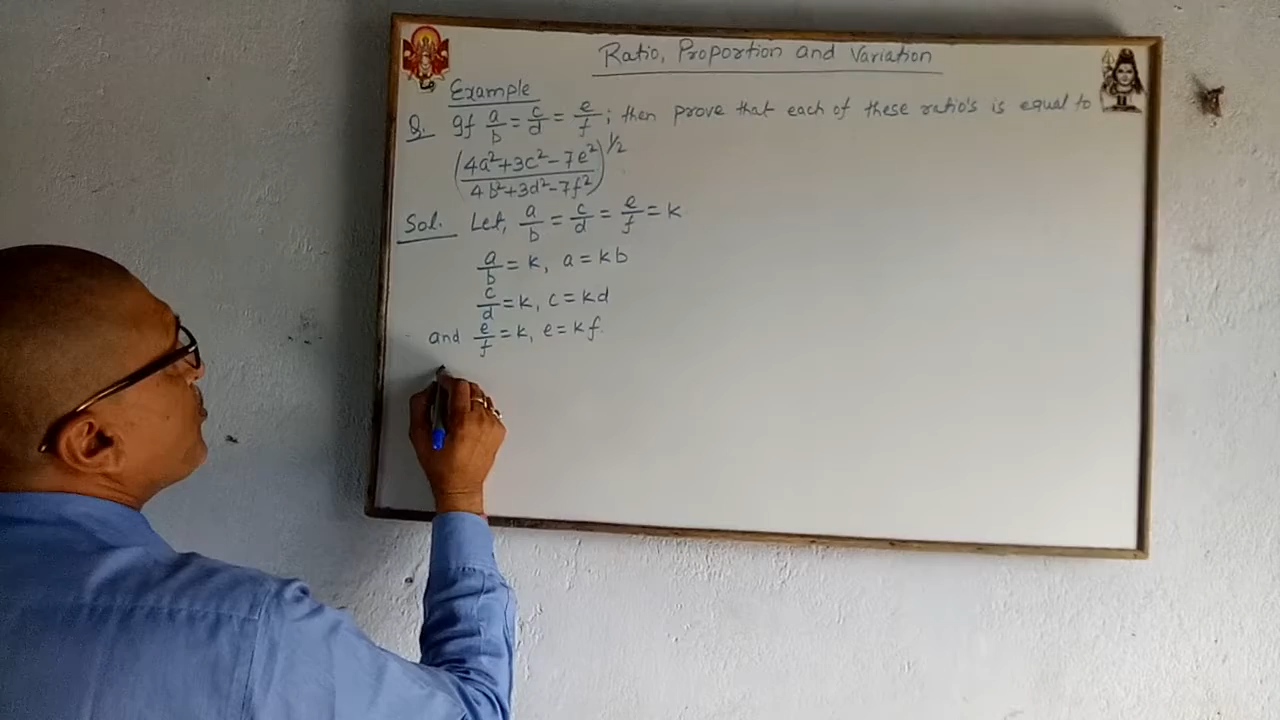 Ratio, Proportion and Variation
Example
Q. If a/b = c/d = e/f ; then prove that each of these ratio's is equal to
((4a²+3c²-7e²)/(4b²+3d²-7f²))^1/2
Sol. Let, a/b = c/d = e/f = k
a/b = k, a = kb
c/d = k, c = kd
and e/f = k, e = kf.